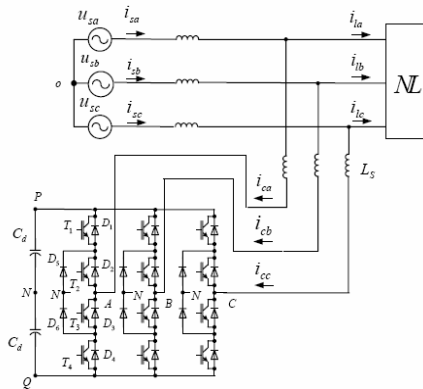 u_sa i_sa i_la
u_sb i_sb i_lb NL
o
u_sc i_sc i_lc
i_ca L_S
P
T_1 D_1 i_cb
C_d
D_5 T_2 D_2 i_cc
N N A N B N C
D_6 T_3 D_3
C_d
T_4 D_4
Q